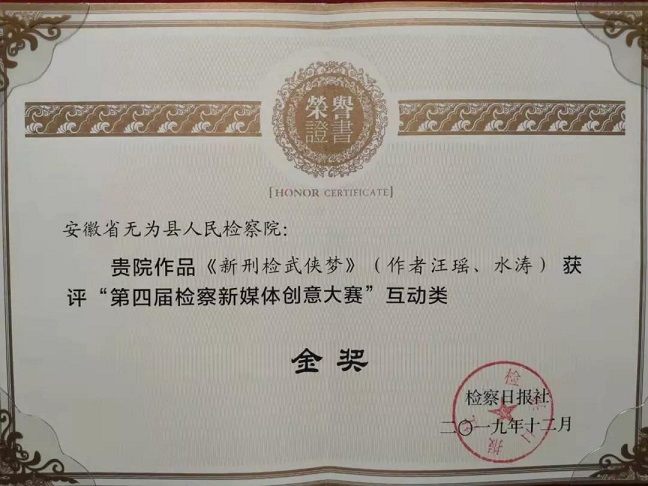 榮譽
證書
[HONOR CERTIFICATE]
安徽省无为县人民检察院：
贵院作品《新刑检武侠梦》（作者汪瑶、水涛）获
评“第四届检察新媒体创意大赛”互动类
金奖
检察日报社
二〇一九年十二月